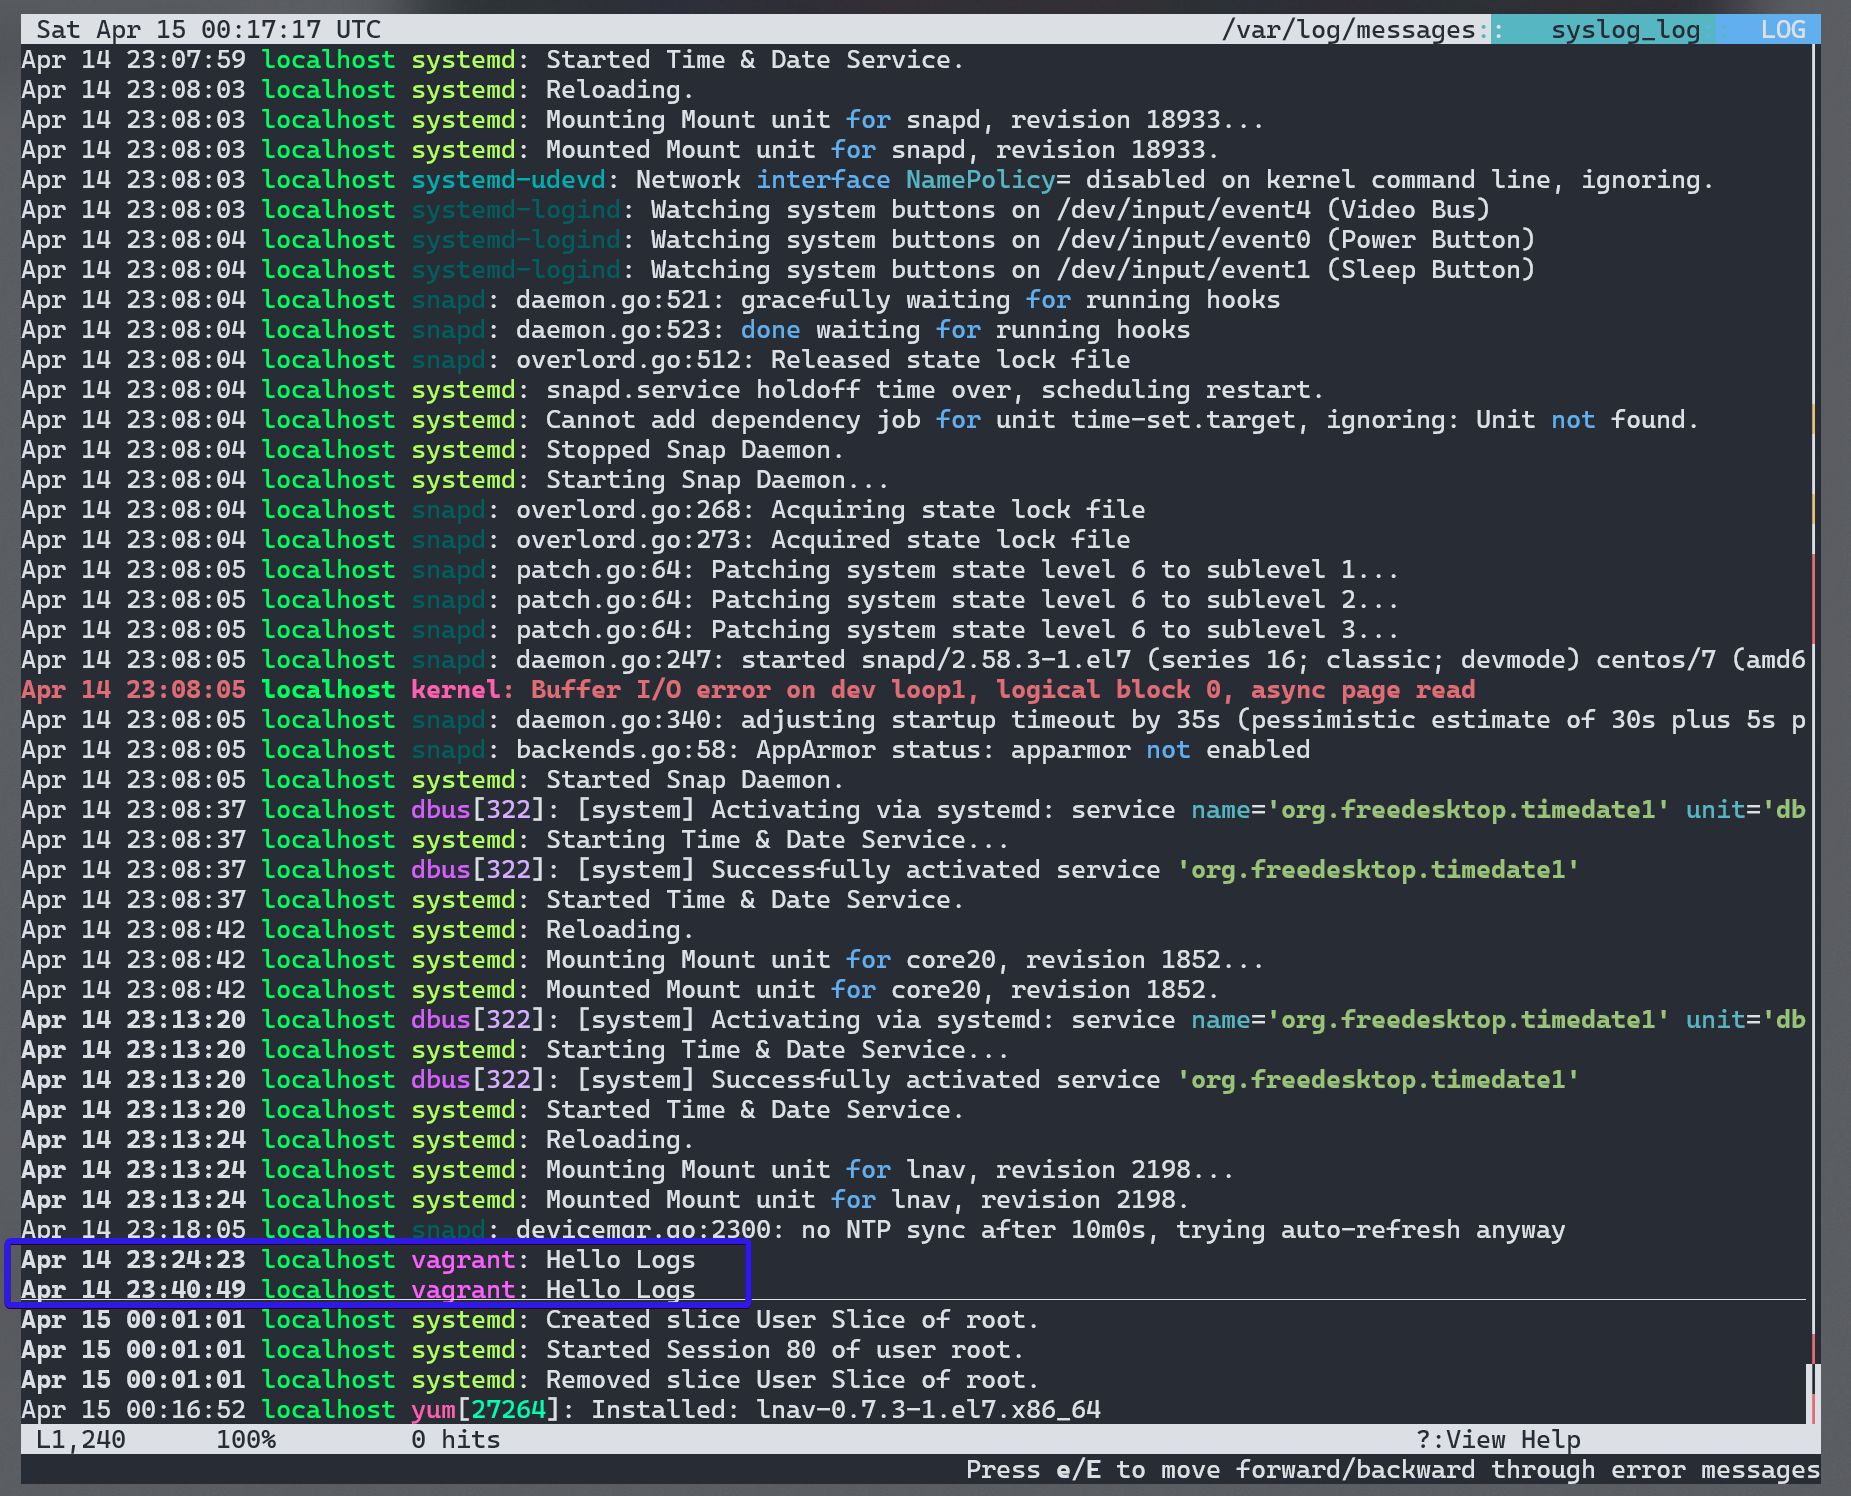 Sat Apr 15 00:17:17 UTC /var/log/messages:: syslog_log:: LOG
Apr 14 23:07:59 localhost systemd: Started Time & Date Service.
Apr 14 23:08:03 localhost systemd: Reloading.
Apr 14 23:08:03 localhost systemd: Mounting Mount unit for snapd, revision 18933...
Apr 14 23:08:03 localhost systemd: Mounted Mount unit for snapd, revision 18933.
Apr 14 23:08:03 localhost systemd-udevd: Network interface NamePolicy= disabled on kernel command line, ignoring.
Apr 14 23:08:03 localhost systemd-logind: Watching system buttons on /dev/input/event4 (Video Bus)
Apr 14 23:08:04 localhost systemd-logind: Watching system buttons on /dev/input/event0 (Power Button)
Apr 14 23:08:04 localhost systemd-logind: Watching system buttons on /dev/input/event1 (Sleep Button)
Apr 14 23:08:04 localhost snapd: daemon.go:521: gracefully waiting for running hooks
Apr 14 23:08:04 localhost snapd: daemon.go:523: done waiting for running hooks
Apr 14 23:08:04 localhost snapd: overlord.go:512: Released state lock file
Apr 14 23:08:04 localhost systemd: snapd.service holdoff time over, scheduling restart.
Apr 14 23:08:04 localhost systemd: Cannot add dependency job for unit time-set.target, ignoring: Unit not found.
Apr 14 23:08:04 localhost systemd: Stopped Snap Daemon.
Apr 14 23:08:04 localhost systemd: Starting Snap Daemon...
Apr 14 23:08:04 localhost snapd: overlord.go:268: Acquiring state lock file
Apr 14 23:08:04 localhost snapd: overlord.go:273: Acquired state lock file
Apr 14 23:08:05 localhost snapd: patch.go:64: Patching system state level 6 to sublevel 1...
Apr 14 23:08:05 localhost snapd: patch.go:64: Patching system state level 6 to sublevel 2...
Apr 14 23:08:05 localhost snapd: patch.go:64: Patching system state level 6 to sublevel 3...
Apr 14 23:08:05 localhost snapd: daemon.go:247: started snapd/2.58.3-1.el7 (series 16; classic; devmode) centos/7 (amd6
Apr 14 23:08:05 localhost kernel: Buffer I/O error on dev loop1, logical block 0, async page read
Apr 14 23:08:05 localhost snapd: daemon.go:340: adjusting startup timeout by 35s (pessimistic estimate of 30s plus 5s p
Apr 14 23:08:05 localhost snapd: backends.go:58: AppArmor status: apparmor not enabled
Apr 14 23:08:05 localhost systemd: Started Snap Daemon.
Apr 14 23:08:37 localhost dbus[322]: [system] Activating via systemd: service name='org.freedesktop.timedate1' unit='db
Apr 14 23:08:37 localhost systemd: Starting Time & Date Service...
Apr 14 23:08:37 localhost dbus[322]: [system] Successfully activated service 'org.freedesktop.timedate1'
Apr 14 23:08:37 localhost systemd: Started Time & Date Service.
Apr 14 23:08:42 localhost systemd: Reloading.
Apr 14 23:08:42 localhost systemd: Mounting Mount unit for core20, revision 1852...
Apr 14 23:08:42 localhost systemd: Mounted Mount unit for core20, revision 1852.
Apr 14 23:13:20 localhost dbus[322]: [system] Activating via systemd: service name='org.freedesktop.timedate1' unit='db
Apr 14 23:13:20 localhost systemd: Starting Time & Date Service...
Apr 14 23:13:20 localhost dbus[322]: [system] Successfully activated service 'org.freedesktop.timedate1'
Apr 14 23:13:20 localhost systemd: Started Time & Date Service.
Apr 14 23:13:24 localhost systemd: Reloading.
Apr 14 23:13:24 localhost systemd: Mounting Mount unit for lnav, revision 2198...
Apr 14 23:13:24 localhost systemd: Mounted Mount unit for lnav, revision 2198.
Apr 14 23:18:05 localhost snapd: devicemgr.go:2300: no NTP sync after 10m0s, trying auto-refresh anyway
Apr 14 23:24:23 localhost vagrant: Hello Logs
Apr 14 23:40:49 localhost vagrant: Hello Logs
Apr 15 00:01:01 localhost systemd: Created slice User Slice of root.
Apr 15 00:01:01 localhost systemd: Started Session 80 of user root.
Apr 15 00:01:01 localhost systemd: Removed slice User Slice of root.
Apr 15 00:16:52 localhost yum[27264]: Installed: lnav-0.7.3-1.el7.x86_64
L1,240 100% 0 hits ?:View Help
Press e/E to move forward/backward through error messages